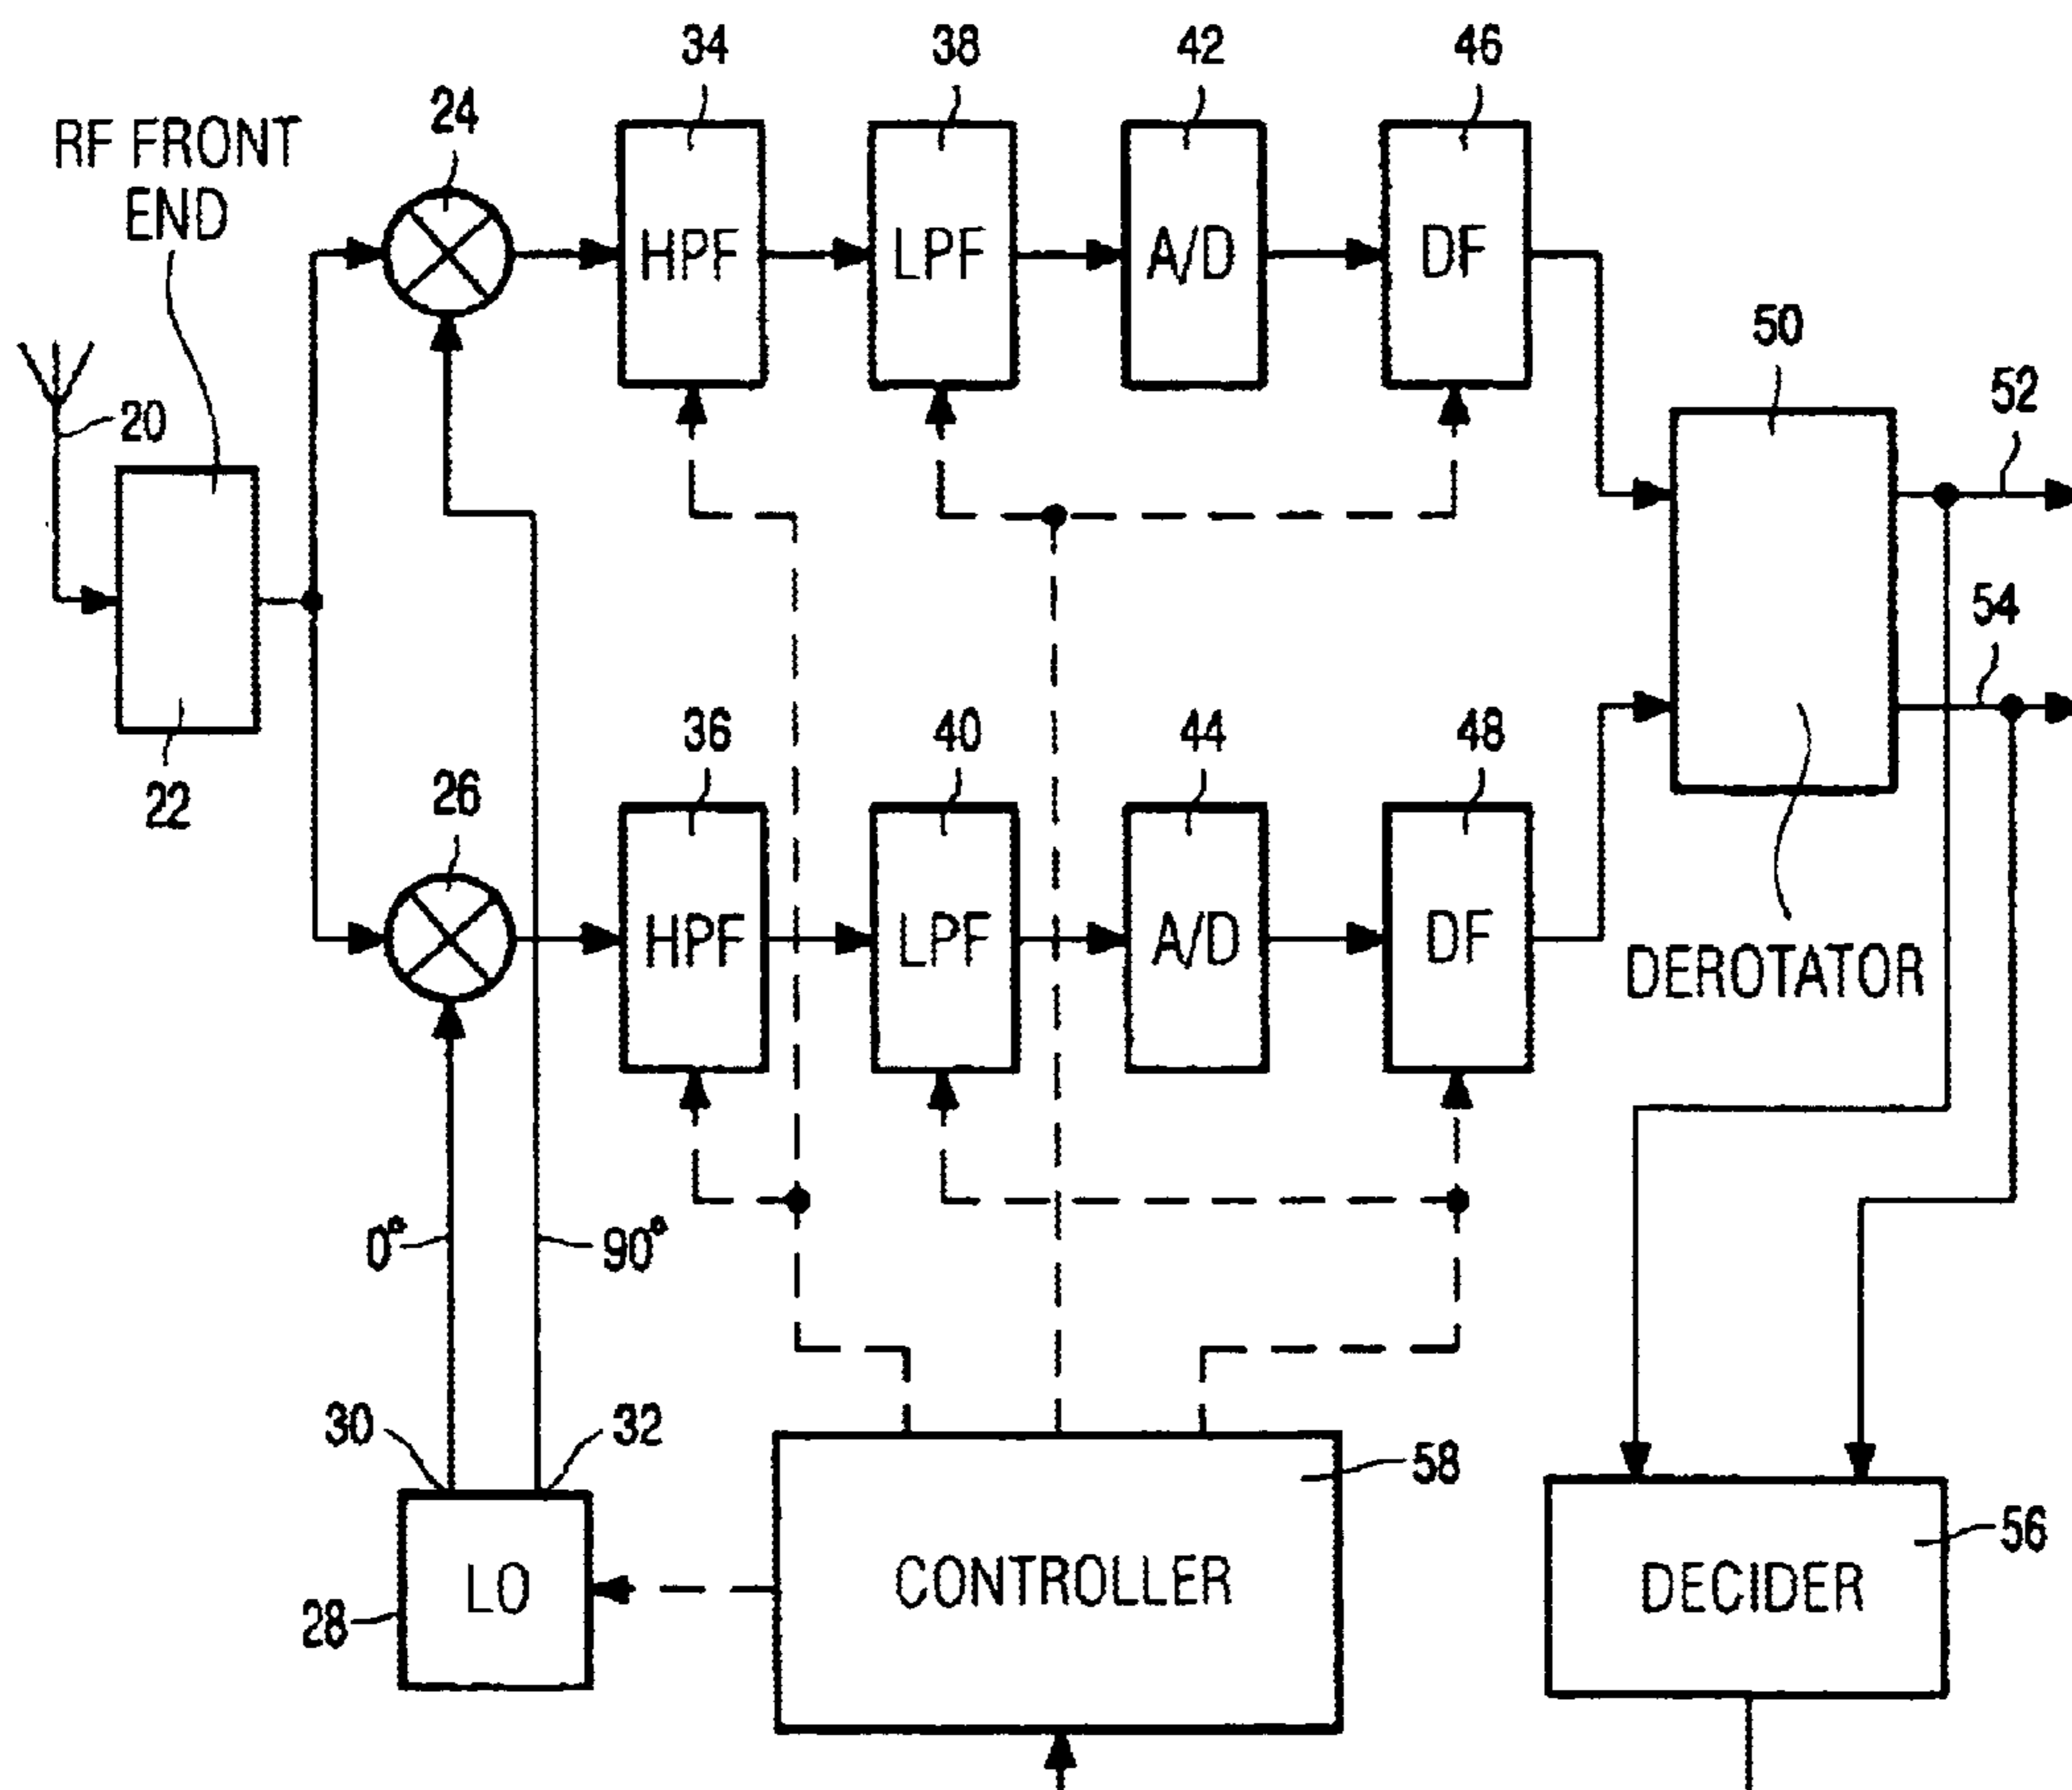 34 38 42 46
24
RF FRONT
END
HPF LPF A/D DF
50
52
20
54
36 40 44 48
22
26
HPF LPF A/D DF
DEROTATOR
0° 90°
30 32
58
56
LO
CONTROLLER
DECIDER
28